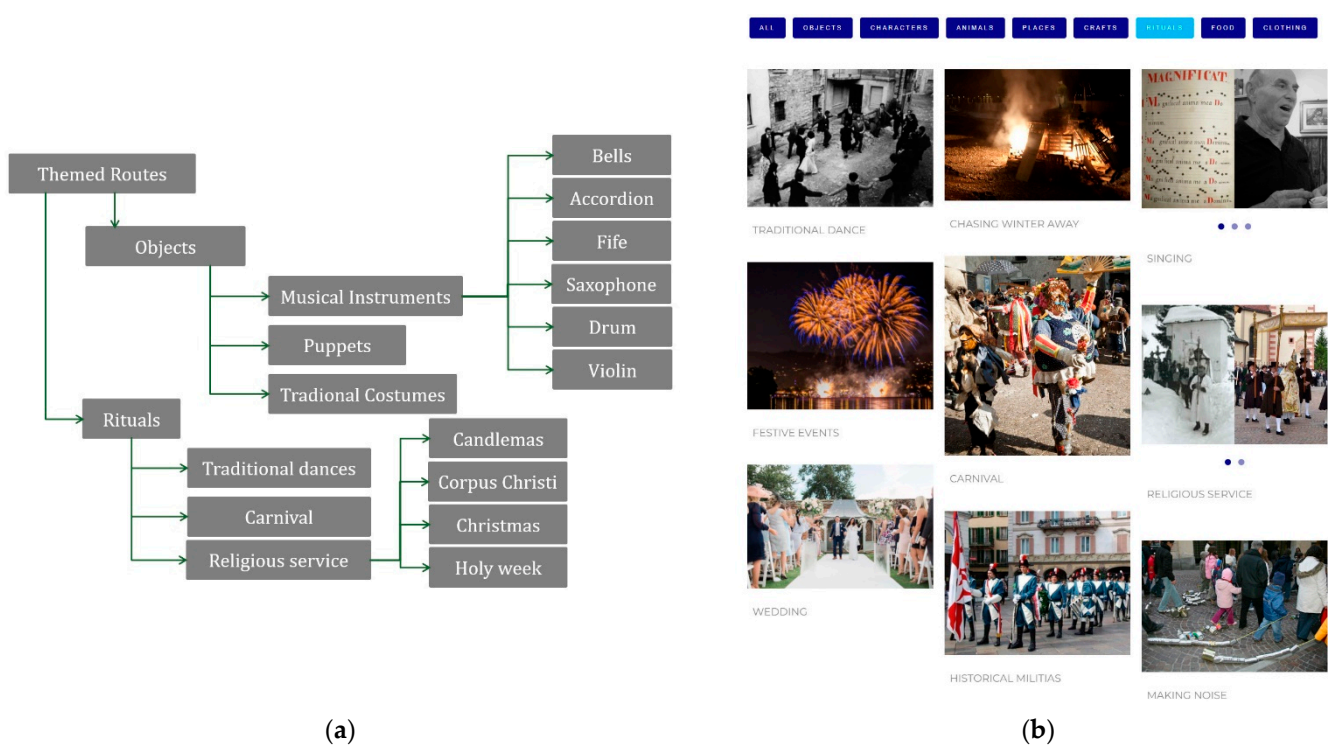 Themed Routes
Objects
Musical Instruments
Bells
Accordion
Fife
Saxophone
Drum
Violin
Puppets
Tradional Costumes
Rituals
Traditional dances
Carnival
Religious service
Candlemas
Corpus Christi
Christmas
Holy week
(a)
ALL OBJECTS CHARACTERS ANIMALS PLACES CRAFTS RITUALS FOOD CLOTHING
TRADITIONAL DANCE
CHASING WINTER AWAY
MAGNIFICAT
SINGING
FESTIVE EVENTS
CARNIVAL
RELIGIOUS SERVICE
WEDDING
HISTORICAL MILITIAS
MAKING NOISE
(b)